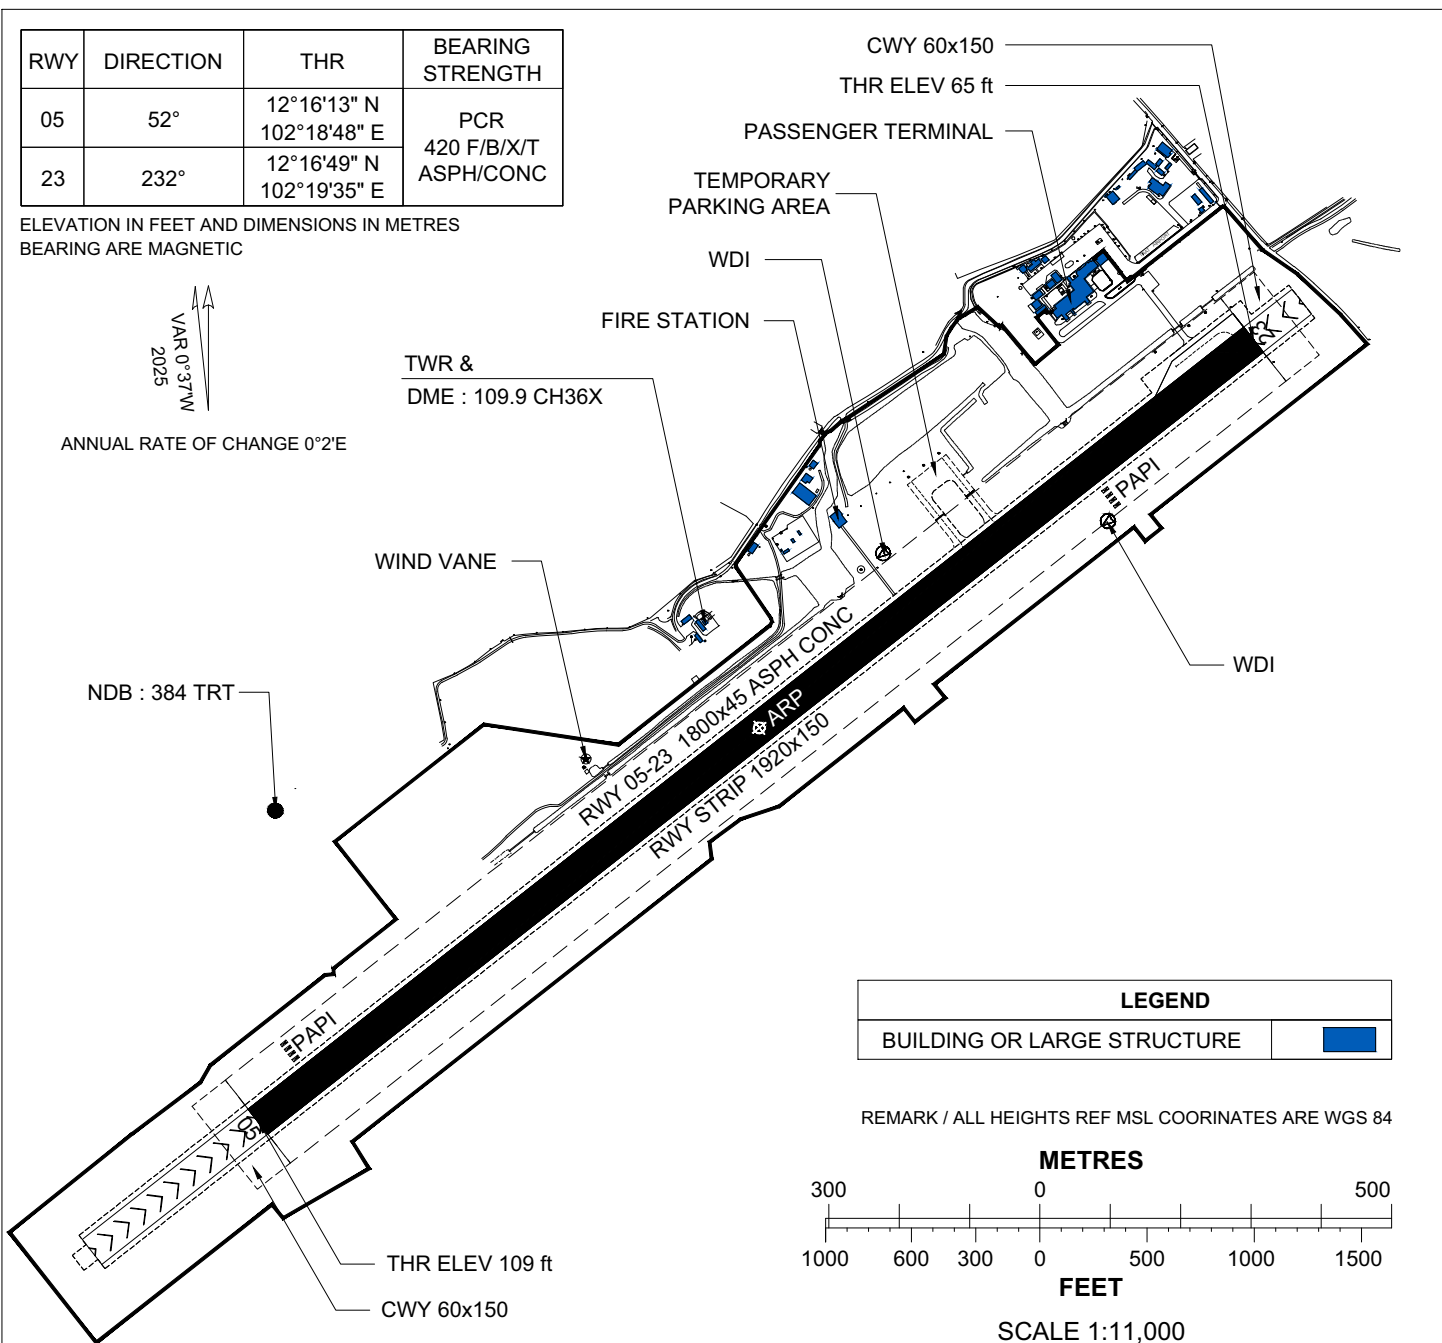 RWY DIRECTION THR BEARING STRENGTH
05 52° 12°16'13" N 102°18'48" E PCR 420 F/B/X/T ASPH/CONC
23 232° 12°16'49" N 102°19'35" E
ELEVATION IN FEET AND DIMENSIONS IN METRES
BEARING ARE MAGNETIC
VAR 0°37'W
2025
ANNUAL RATE OF CHANGE 0°2'E
CWY 60x150
THR ELEV 65 ft
PASSENGER TERMINAL
TEMPORARY
PARKING AREA
WDI
FIRE STATION
TWR &
DME : 109.9 CH36X
WIND VANE
NDB : 384 TRT
23
PAPI
WDI
RWY 05-23 1800x45 ASPH CONC
ARP
RWY STRIP 1920x150
PAPI
05
THR ELEV 109 ft
CWY 60x150
LEGEND
BUILDING OR LARGE STRUCTURE
REMARK / ALL HEIGHTS REF MSL COORINATES ARE WGS 84
METRES
300 0 500
1000 600 300 0 500 1000 1500
FEET
SCALE 1:11,000